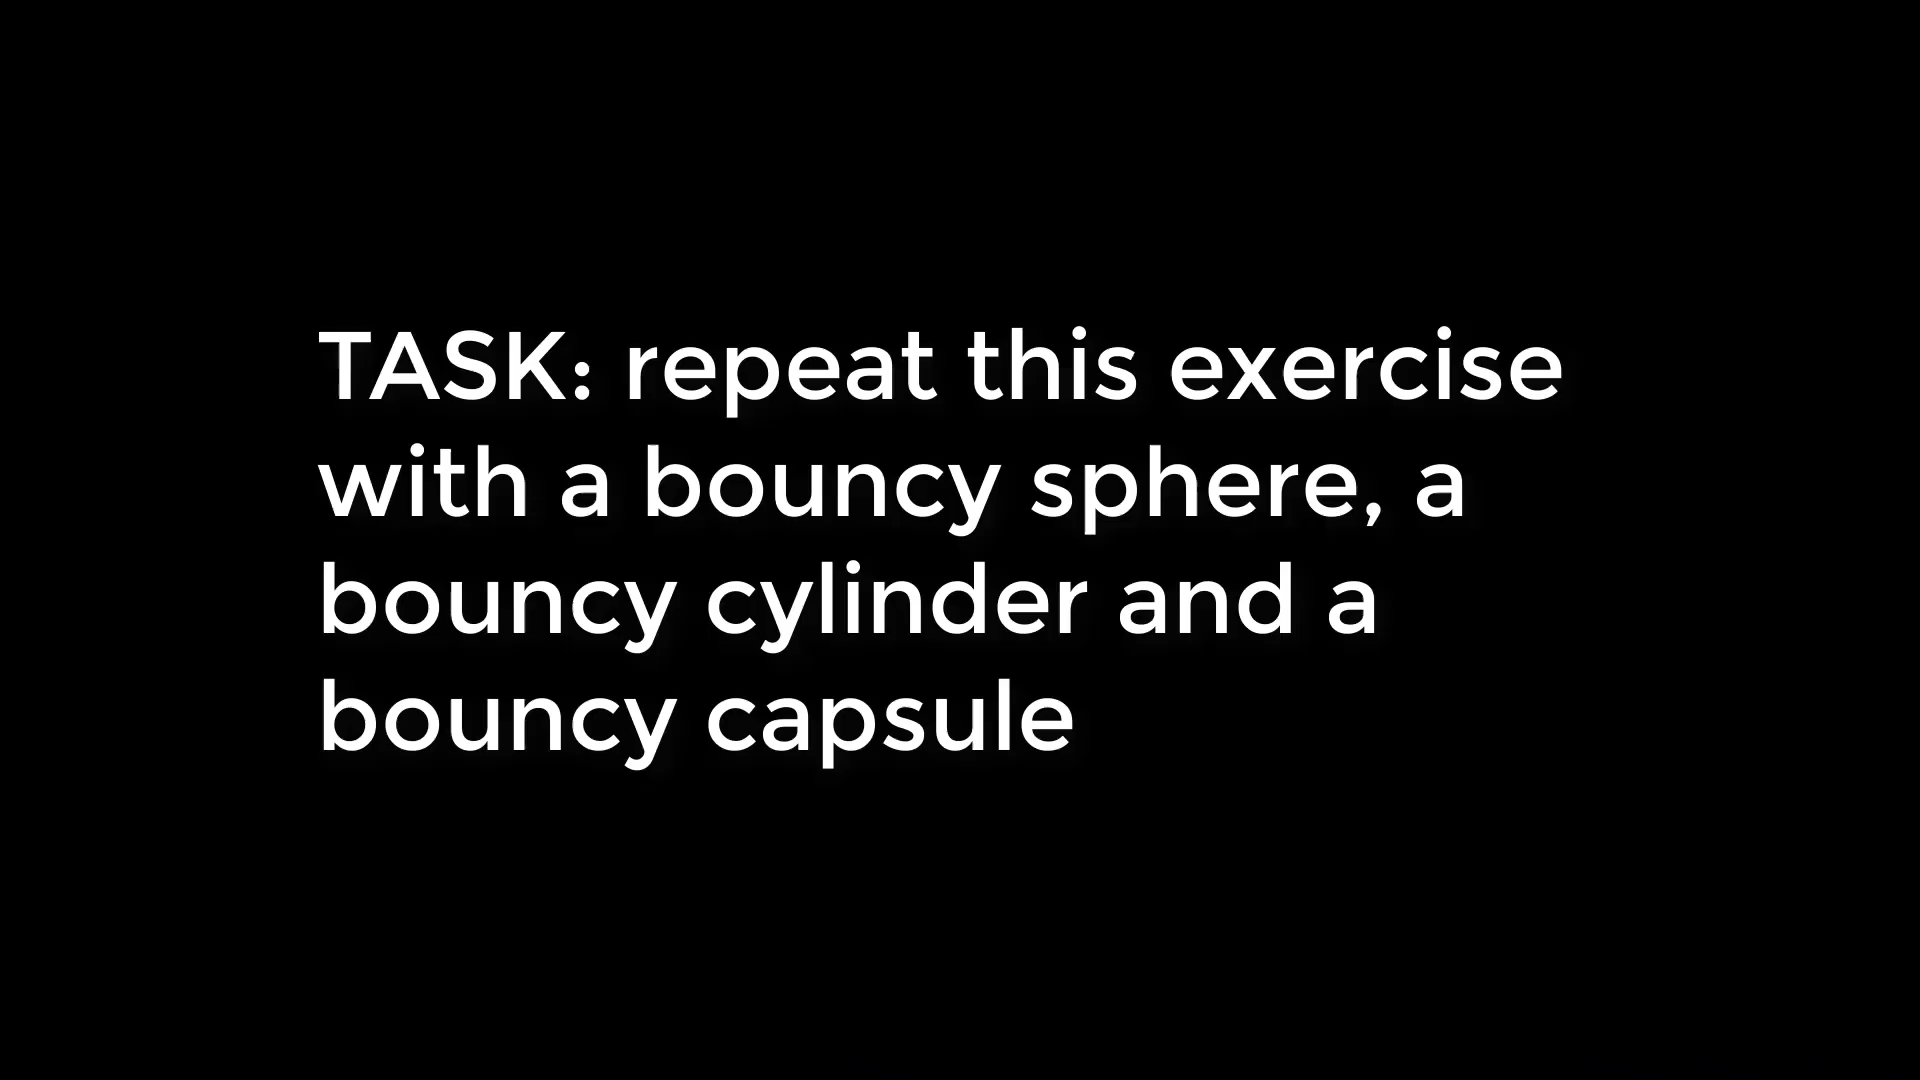 TASK: repeat this exercise
with a bouncy sphere, a
bouncy cylinder and a
bouncy capsule